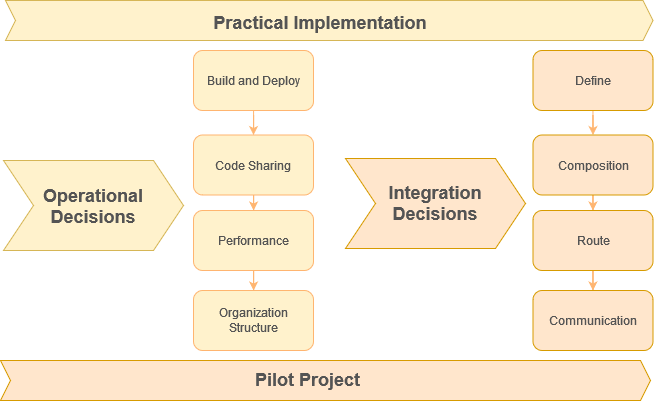 Practical Implementation
Operational
Decisions
Build and Deploy
Code Sharing
Performance
Organization
Structure
Integration
Decisions
Define
Composition
Route
Communication
Pilot Project